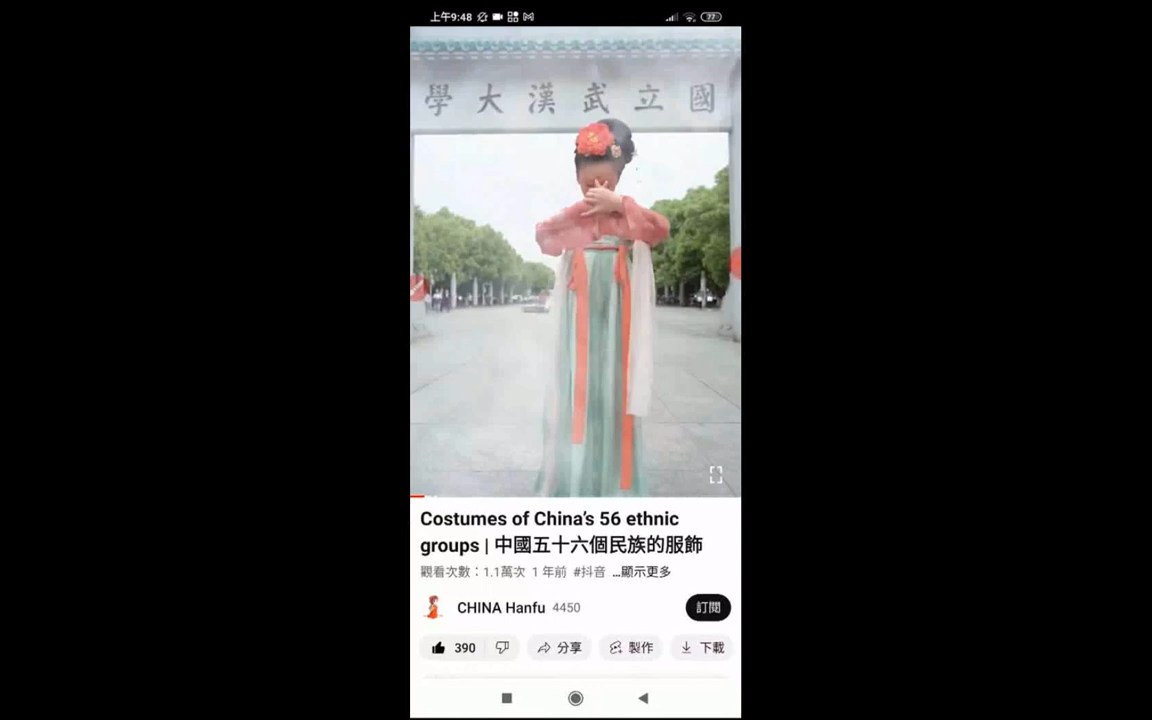 上午9:48
77
學大漢武立國
Costumes of China's 56 ethnic
groups | 中國五十六個民族的服飾
觀看次數：1.1萬次 1 年前 #抖音 ...顯示更多
CHINA Hanfu 4450
訂閱
390
分享
製作
下載